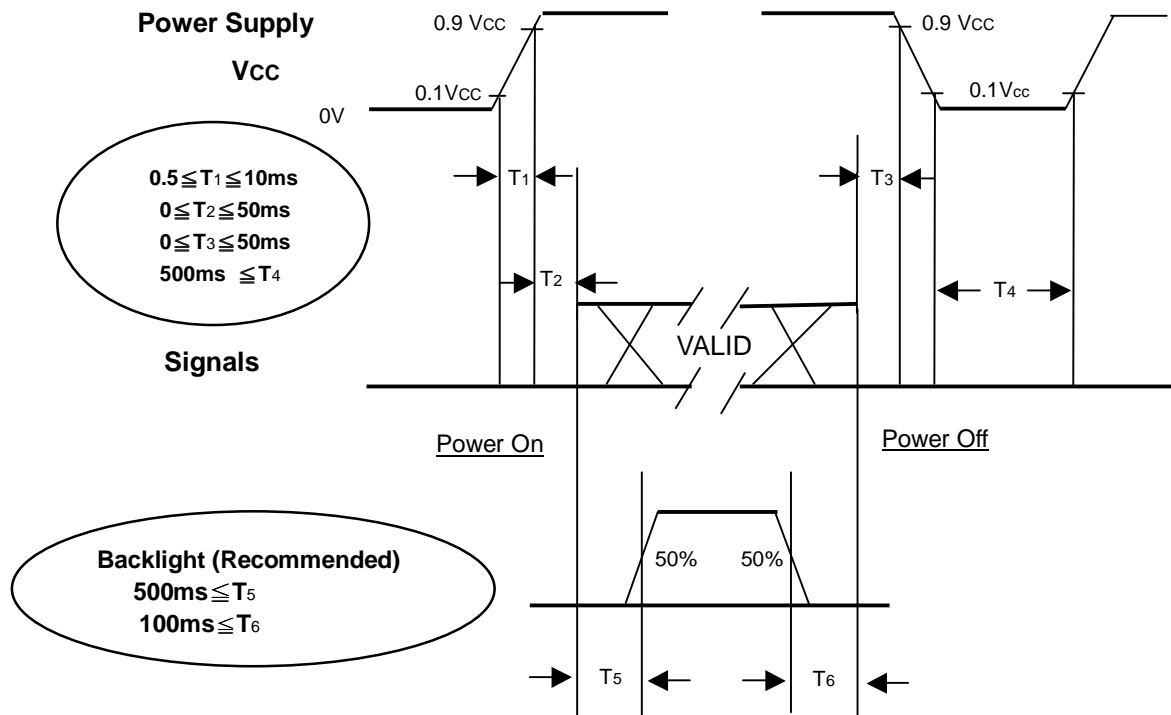 Power Supply
VCC
0.9 VCC
0.1VCC
0V
0.9 VCC
0.1Vcc
0.5≦T1≦10ms
0≦T2≦50ms
0≦T3≦50ms
500ms ≦T4
T1
T3
T2
T4
VALID
Signals
Power On
Power Off
Backlight (Recommended)
500ms≦T5
100ms≦T6
50%
50%
T5
T6